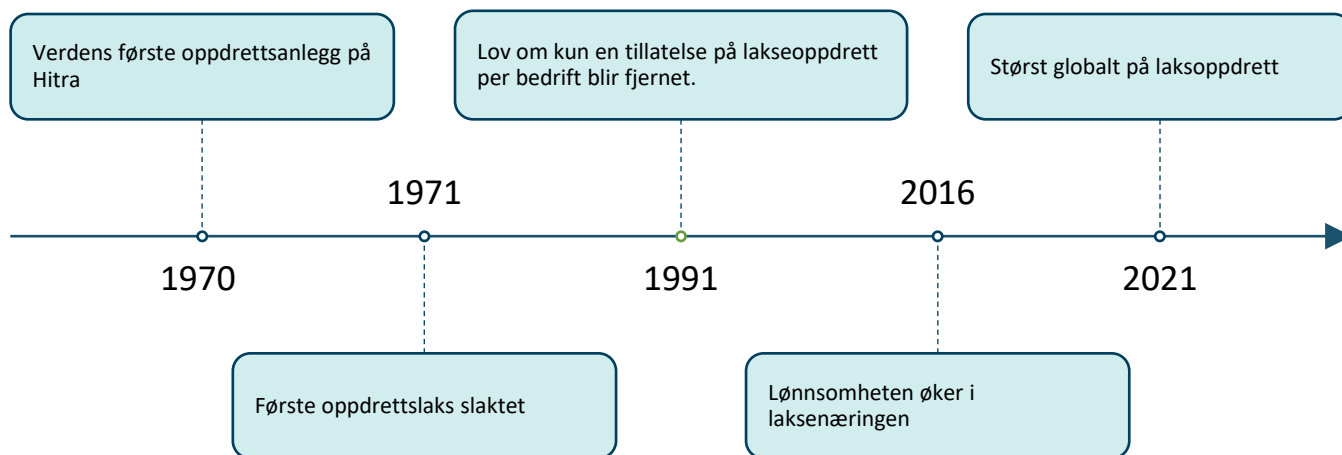 Verdens første oppdrettsanlegg på
Hitra
Lov om kun en tillatelse på lakseoppdrett
per bedrift blir fjernet.
Størst globalt på laksoppdrett
1971
2016
1970
1991
2021
Første oppdrettslaks slaktet
Lønnsomheten øker i
laksenæringen